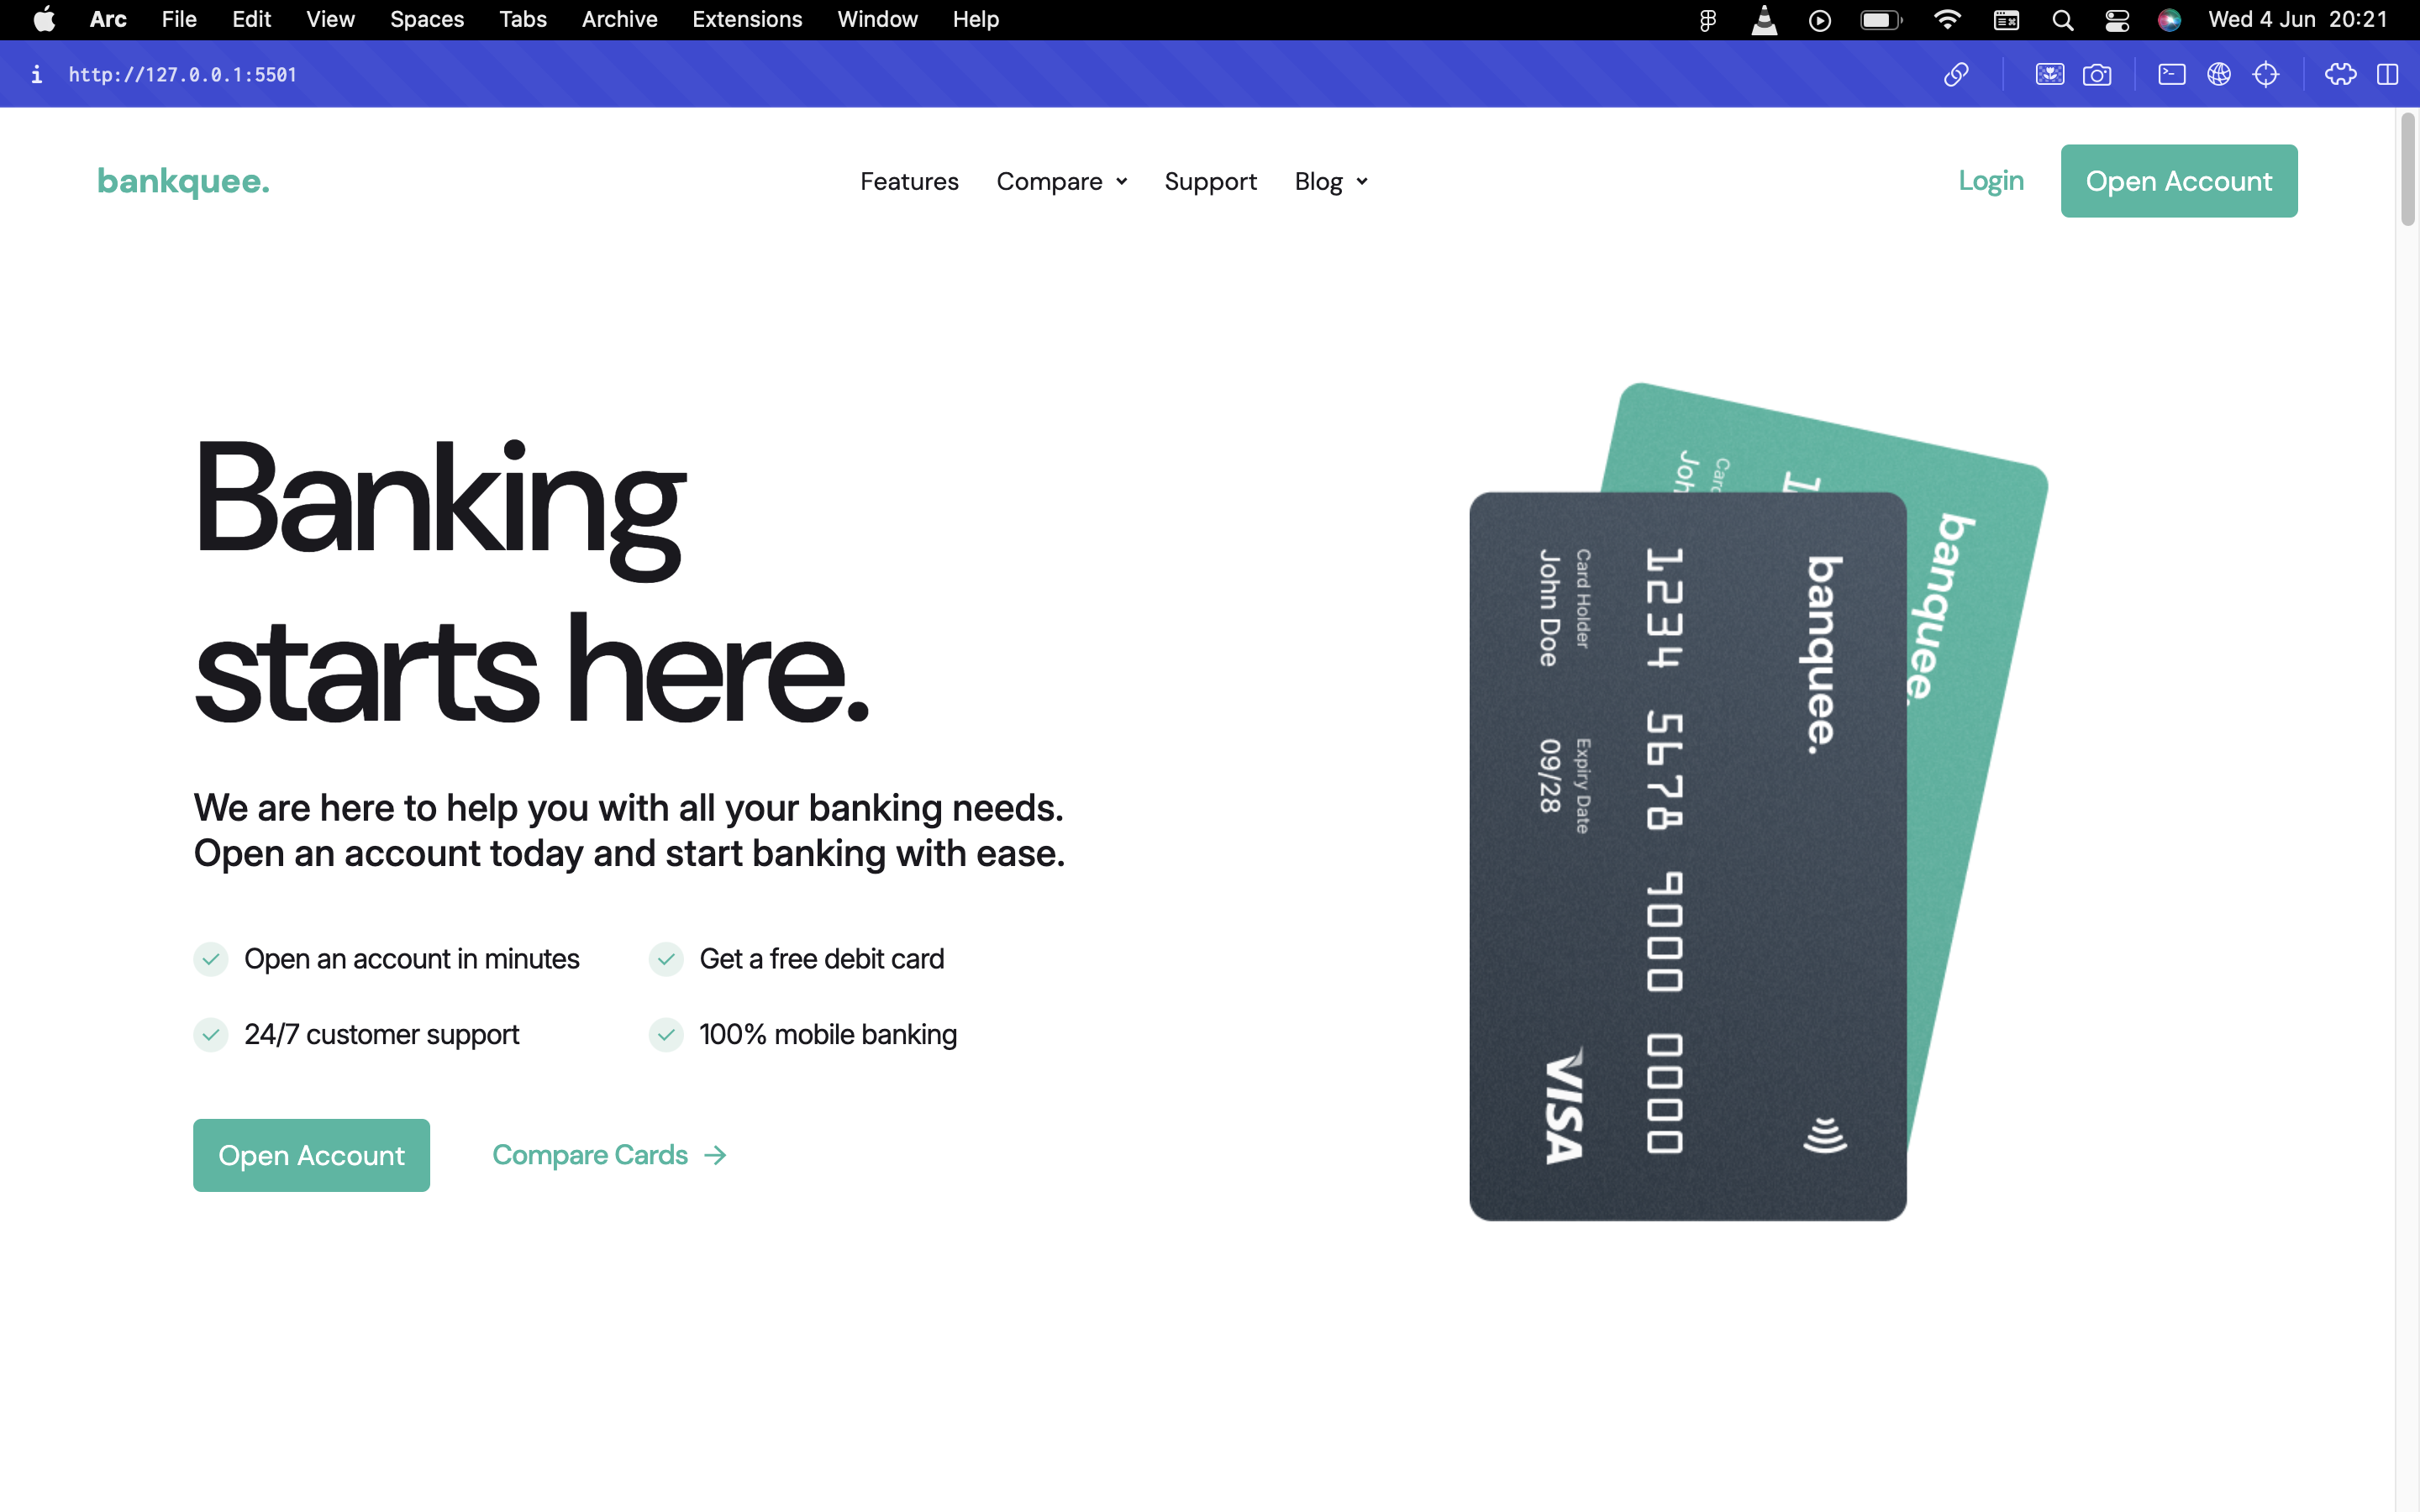 Arc File Edit View Spaces Tabs Archive Extensions Window Help Wed 4 Jun 20:21
i http://127.0.0.1:5501
bankquee. Features Compare Support Blog Login Open Account
Banking
starts here.
We are here to help you with all your banking needs.
Open an account today and start banking with ease.
Open an account in minutes
Get a free debit card
24/7 customer support
100% mobile banking
Open Account
Compare Cards →
banquee.
1234 5678 9000 0000
Card Holder
John Doe
Expiry Date
09/28
VISA
banquee.